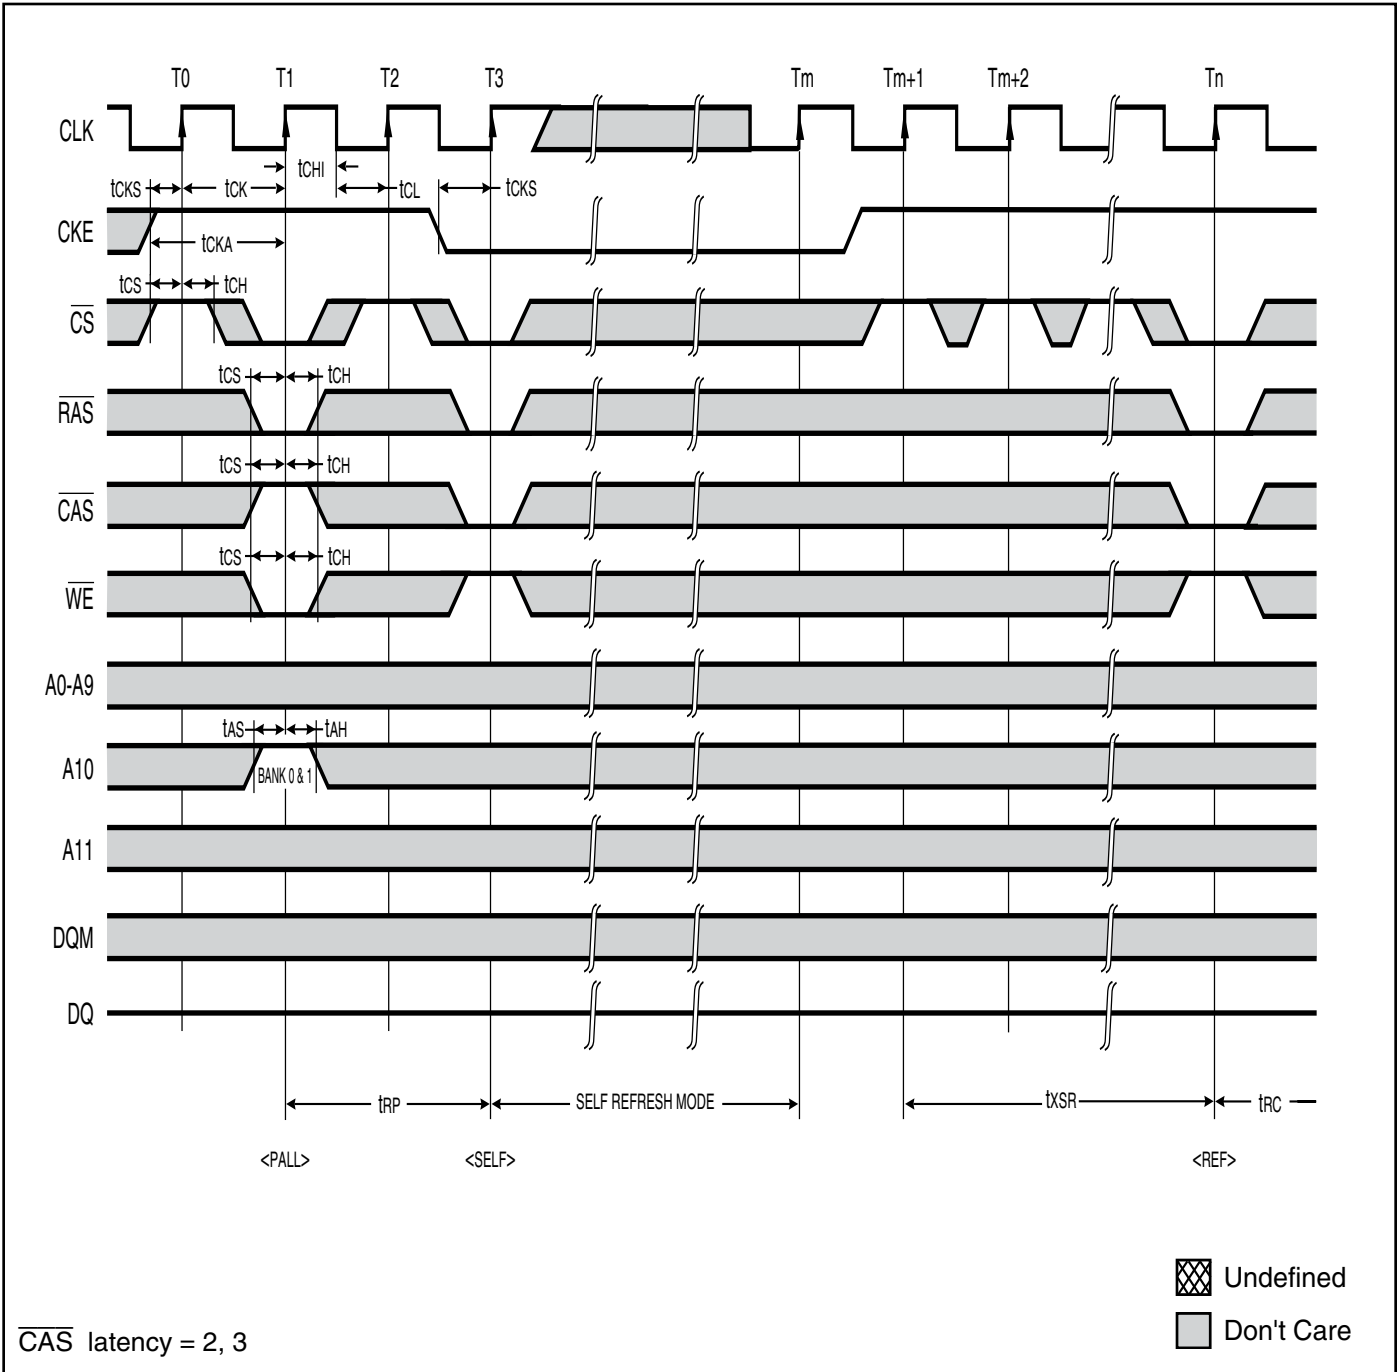 T0 T1 T2 T3 Tm Tm+1 Tm+2 Tn
CLK
tCHI
tCKS tCK tCL tCKS
CKE
tCKA
tCS tCH
CS
tCS tCH
RAS
tCS tCH
CAS
tCS tCH
WE
A0-A9
tAS tAH
A10 BANK 0 & 1
A11
DQM
DQ
tRP SELF REFRESH MODE tXSR tRC
<PALL> <SELF> <REF>
Undefined
Don't Care
CAS latency = 2, 3